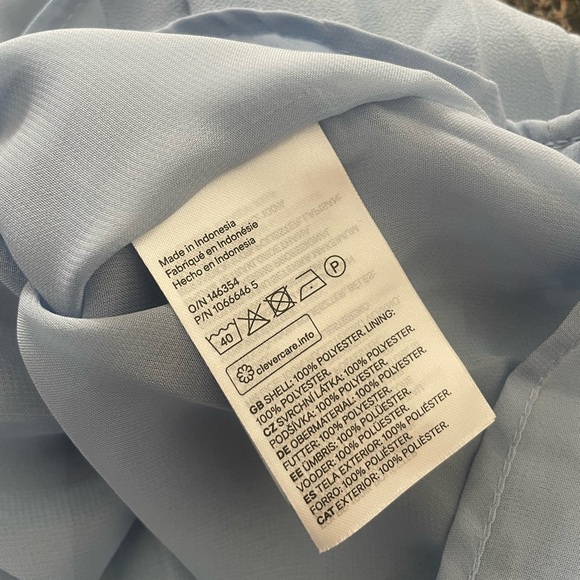 Made in Indonesia
Fabriqué en Indonésie
Hecho en Indonesia
O/N 146354
P/N 1066646 5
40 P
clevercare.info
GB SHELL: 100% POLYESTER. LINING:
100% POLYESTER.
CZ SVRCHNÍ LÁTKA: 100% POLYESTER.
PODŠÍVKA: 100% POLYESTER.
DE OBERMATERIAL: 100% POLYESTER.
FUTTER: 100% POLYESTER.
EE ÜMBRIS: 100% POLÜESTER.
VOODER: 100% POLÜESTER.
ES TELA EXTERIOR: 100% POLIÉSTER.
FORRO: 100% POLIÉSTER.
CAT EXTERIOR: 100% POLIÈSTER.